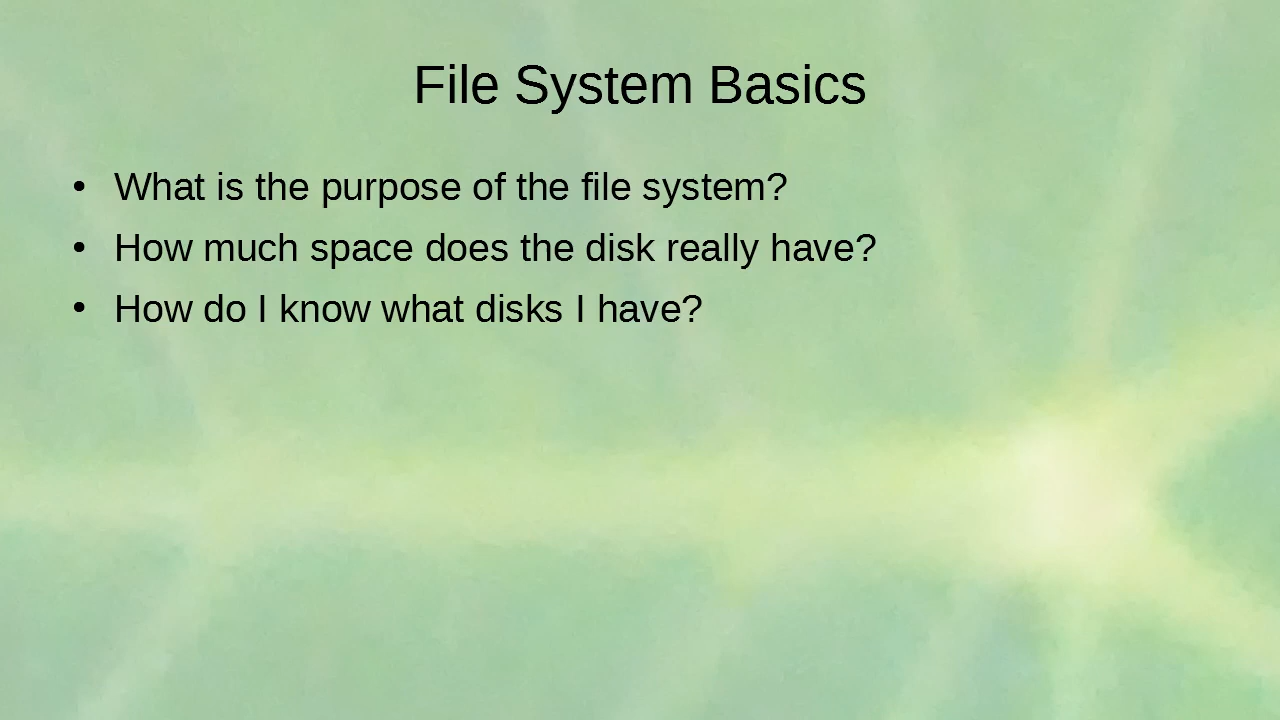 File System Basics
• What is the purpose of the file system?
• How much space does the disk really have?
• How do I know what disks I have?